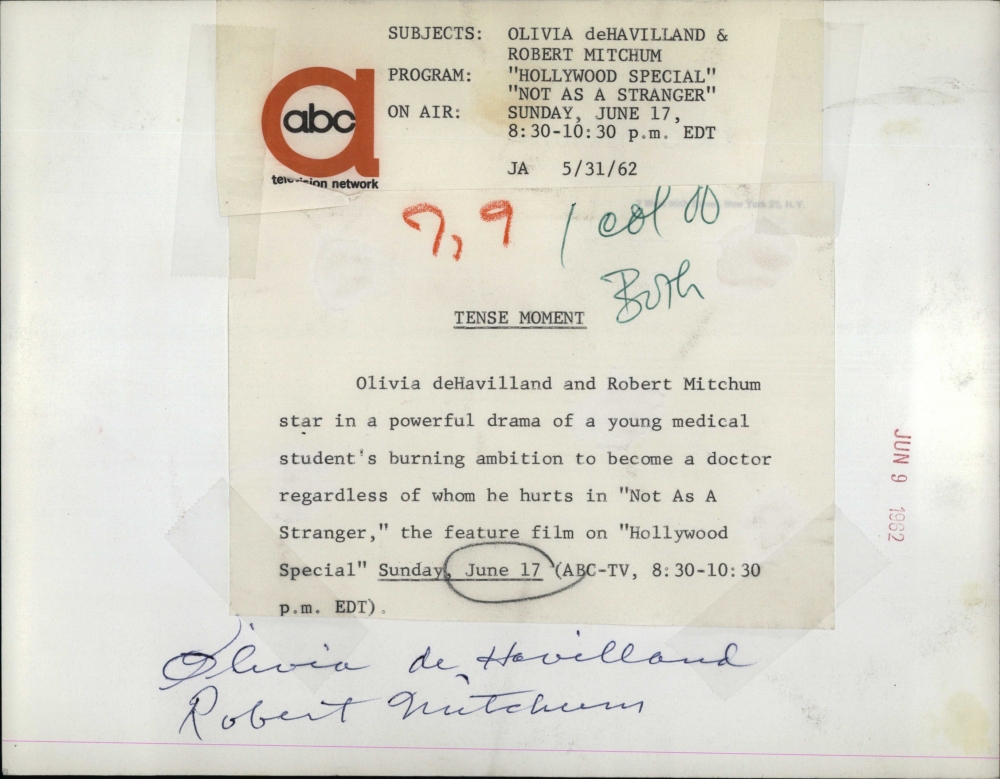 SUBJECTS: OLIVIA deHAVILLAND &
ROBERT MITCHUM
PROGRAM: "HOLLYWOOD SPECIAL"
"NOT AS A STRANGER"
ON AIR: SUNDAY, JUNE 17,
8:30-10:30 p.m. EDT
JA 5/31/62
abc
television network
New York 23, N.Y.
7, 9
1 col
Both
TENSE MOMENT
Olivia deHavilland and Robert Mitchum
star in a powerful drama of a young medical
student's burning ambition to become a doctor
regardless of whom he hurts in "Not As A
Stranger," the feature film on "Hollywood
Special" Sunday, June 17 (ABC-TV, 8:30-10:30
p.m. EDT).
JUN 9 1962
Olivia de Havilland
Robert Mitchum